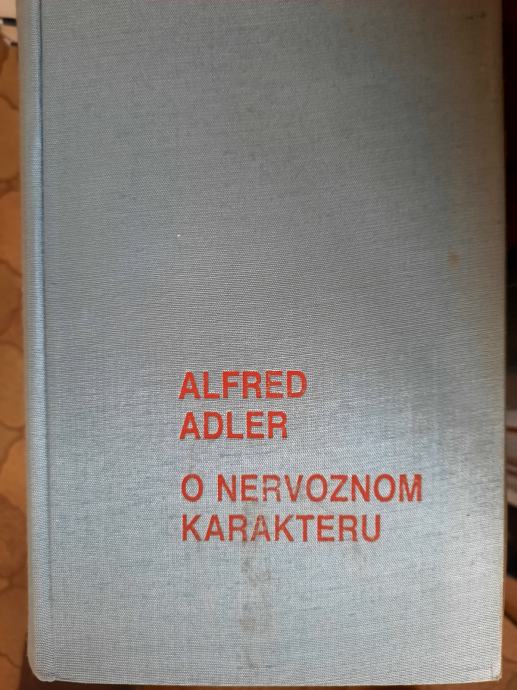 ALFRED
ADLER
O NERVOZNOM
KARAKTERU